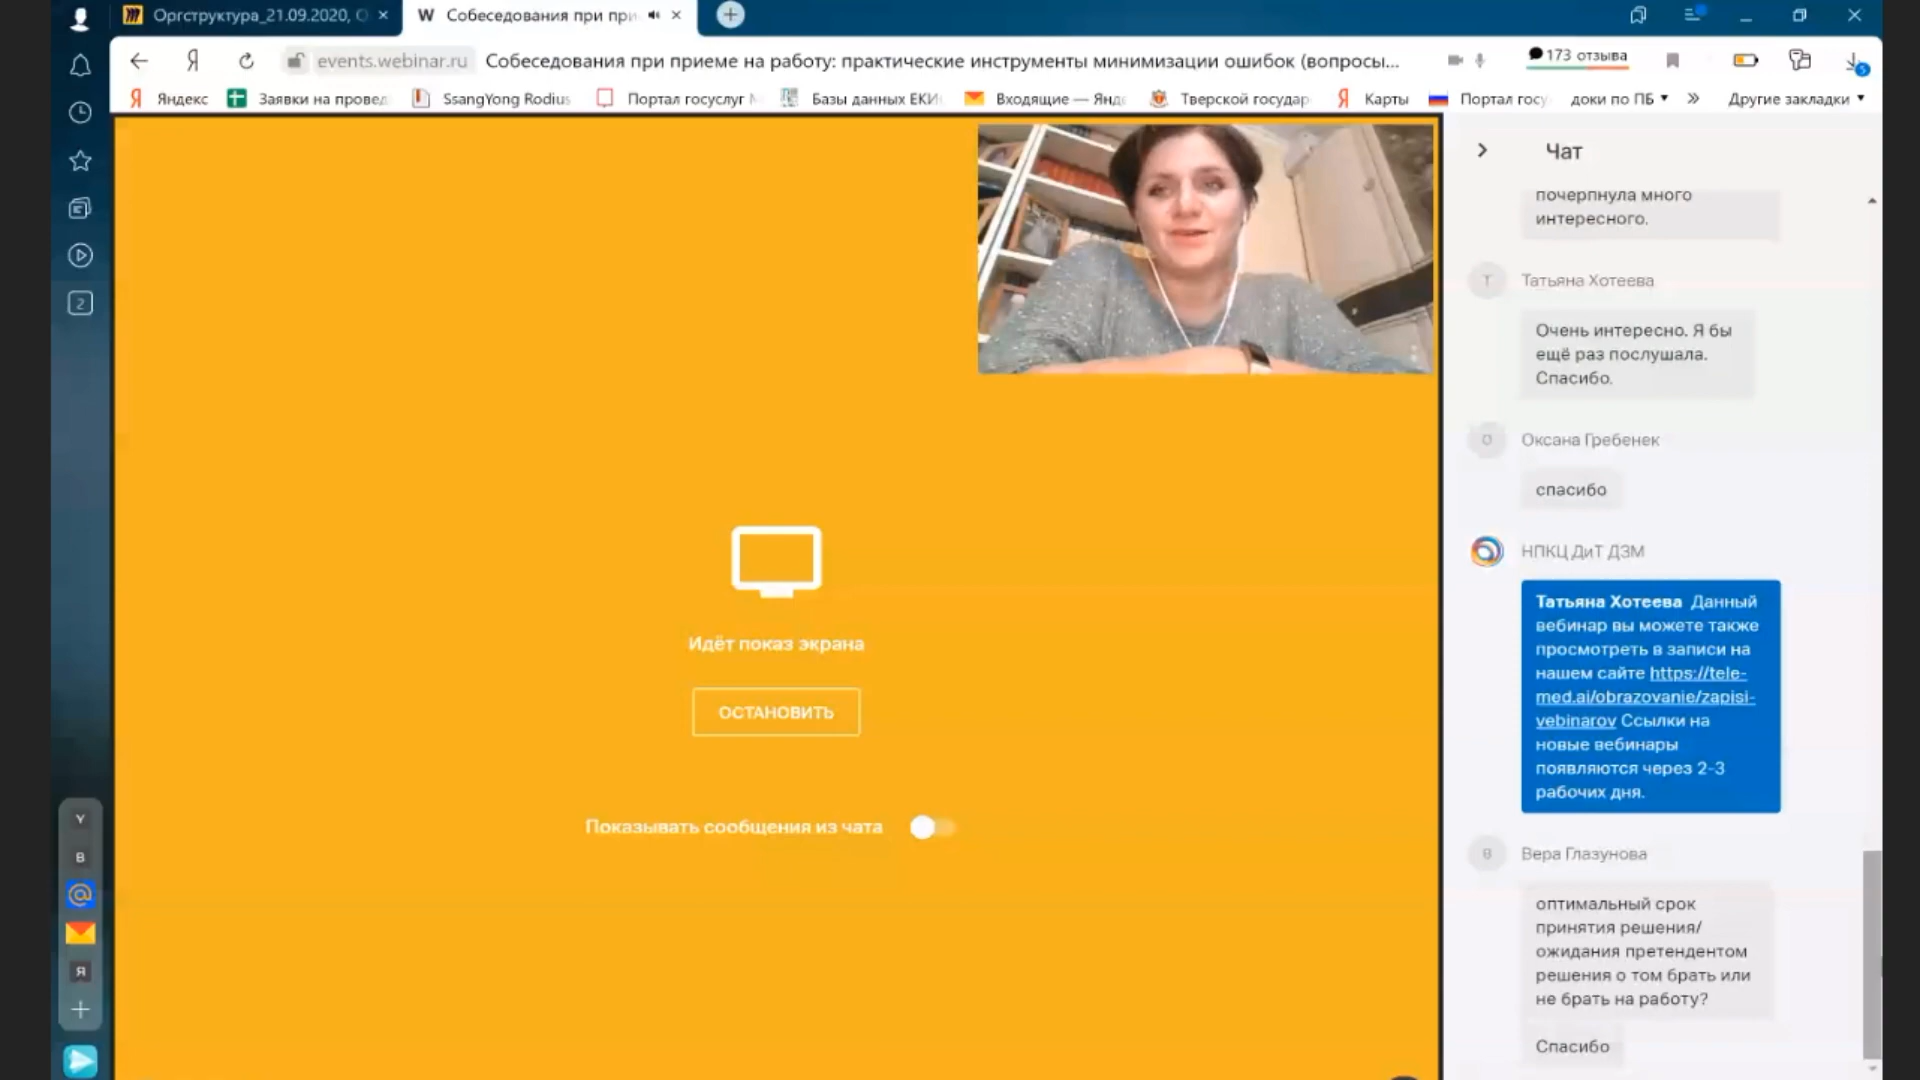 Оргструктура_21.09.2020, О
W Собеседования при при
events.webinar.ru Собеседования при приеме на работу: практические инструменты минимизации ошибок (вопросы...
173 отзыва
Яндекс
Заявки на провед
SsangYong Rodius
Портал госуслуг М
Базы данных ЕКИ
Входящие — Янд
Тверской государ
Карты
Портал госу
доки по ПБ
Другие закладки
2
Чат
почерпнула много
интересного.
Т
Татьяна Хотеева
Очень интересно. Я бы
ещё раз послушала.
Спасибо.
О
Оксана Гребенек
спасибо
НПКЦ ДиТ ДЗМ
Татьяна Хотеева Данный
вебинар вы можете также
просмотреть в записи на
нашем сайте https://tele-
med.ai/obrazovanie/zapisi-
vebinarov Ссылки на
новые вебинары
появляются через 2-3
рабочих дня.
В
Вера Глазунова
оптимальный срок
принятия решения/
ожидания претендентом
решения о том брать или
не брать на работу?
Спасибо
Идёт показ экрана
ОСТАНОВИТЬ
Показывать сообщения из чата
Y
В
Я